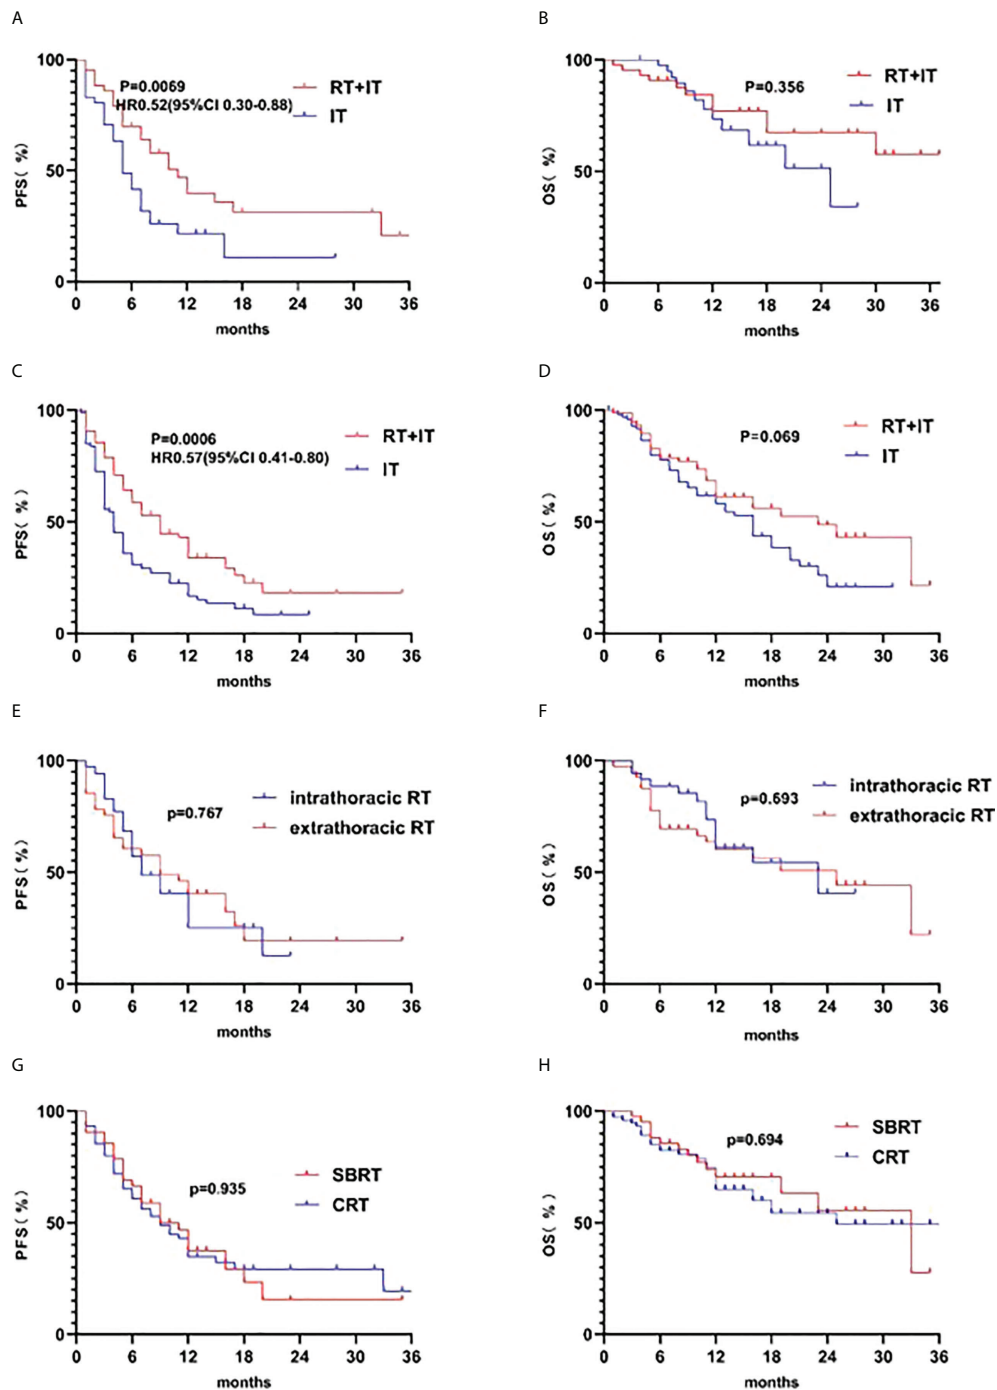 A
100
P=0.0069
HR0.52(95%CI 0.30-0.88)
RT+IT
IT
PFS( %)
50
0
0 6 12 18 24 30 36
months
B
100
P=0.356
RT+IT
IT
OS( %)
50
0
0 6 12 18 24 30 36
months
C
100
P=0.0006
HR0.57(95%CI 0.41-0.80)
RT+IT
IT
PFS( %)
50
0
0 6 12 18 24 30 36
months
D
100
P=0.069
RT+IT
IT
OS( %)
50
0
0 6 12 18 24 30 36
months
E
100
p=0.767
intrathoracic RT
extrathoracic RT
PFS( %)
50
0
0 6 12 18 24 30 36
months
F
100
p=0.693
intrathoracic RT
extrathoracic RT
OS( %)
50
0
0 6 12 18 24 30 36
months
G
100
p=0.935
SBRT
CRT
PFS( %)
50
0
0 6 12 18 24 30 36
months
H
100
p=0.694
SBRT
CRT
OS( %)
50
0
0 6 12 18 24 30 36
months